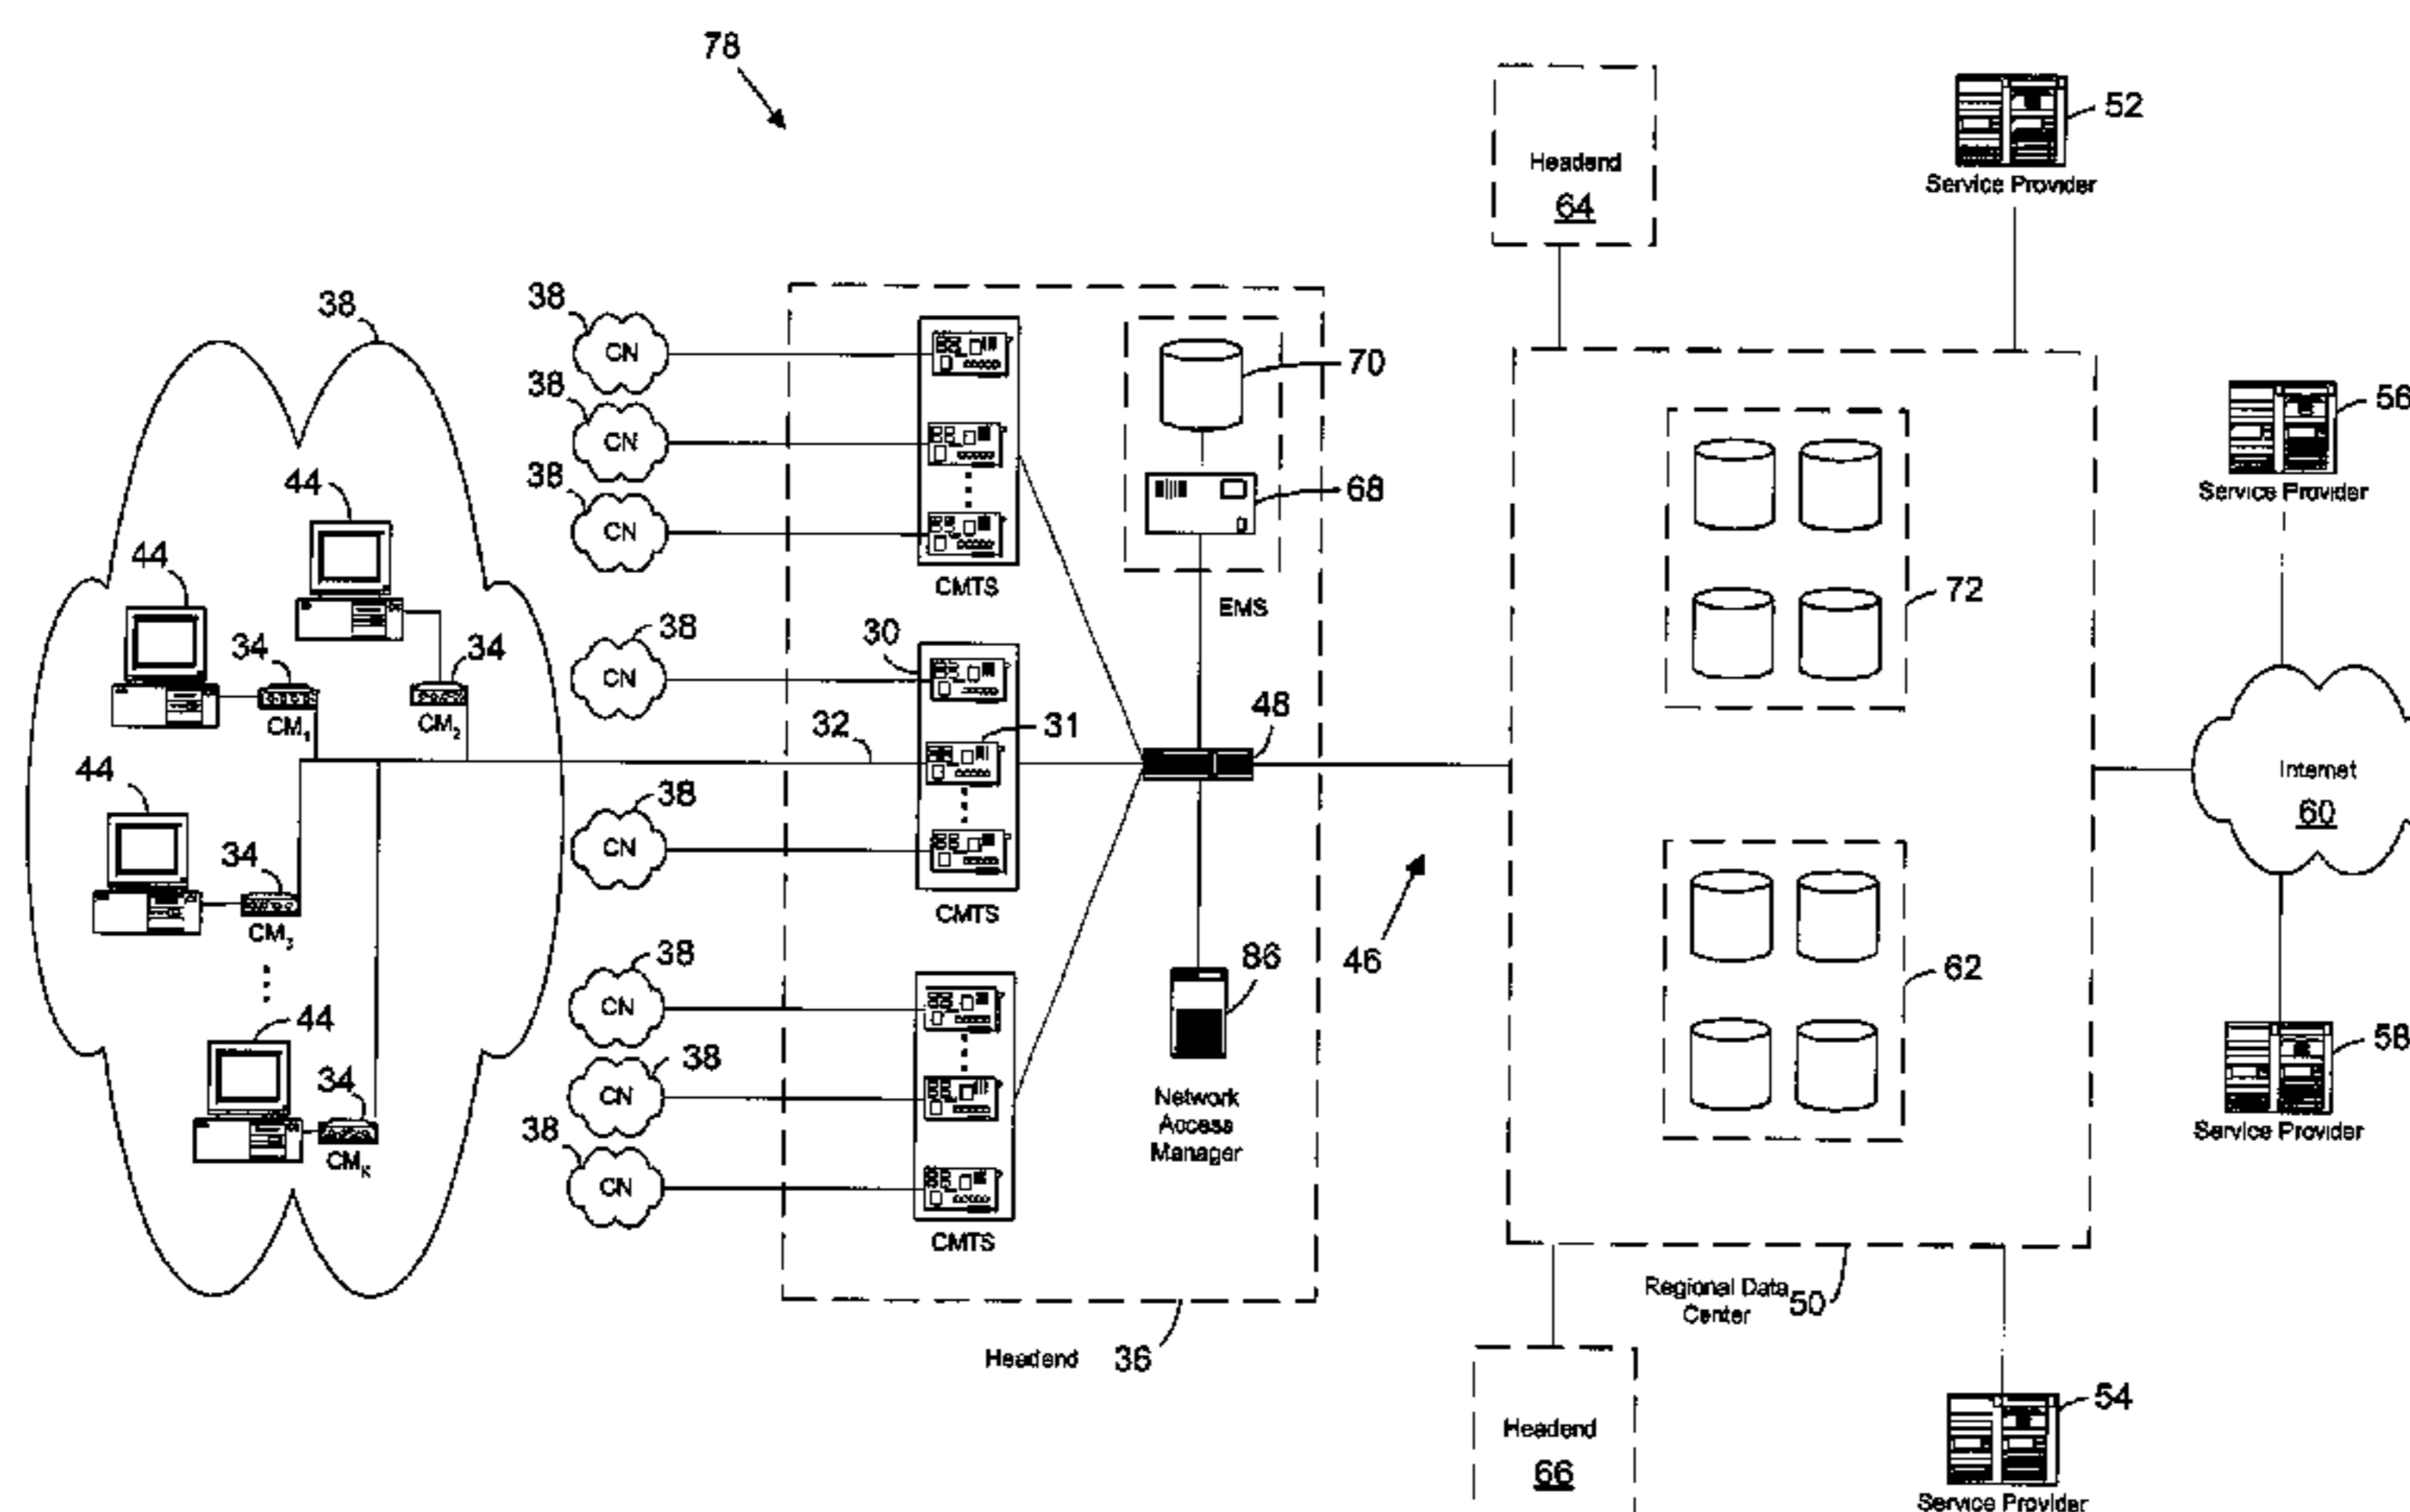 78
Headend
64
52
Service Provider
38
38
CN
38
CN
38
CN
CMTS
70
68
EMS
72
56
Service Provider
44
44
34
CM1
34
CM2
44
34
CM3
44
34
CMK
38
CN
30
32
31
38
CN
CMTS
48
46
Internet
60
62
38
CN
38
CN
38
CN
CMTS
86
Network
Access
Manager
58
Service Provider
Headend 36
Regional Data
Center
50
Headend
66
54
Service Provider